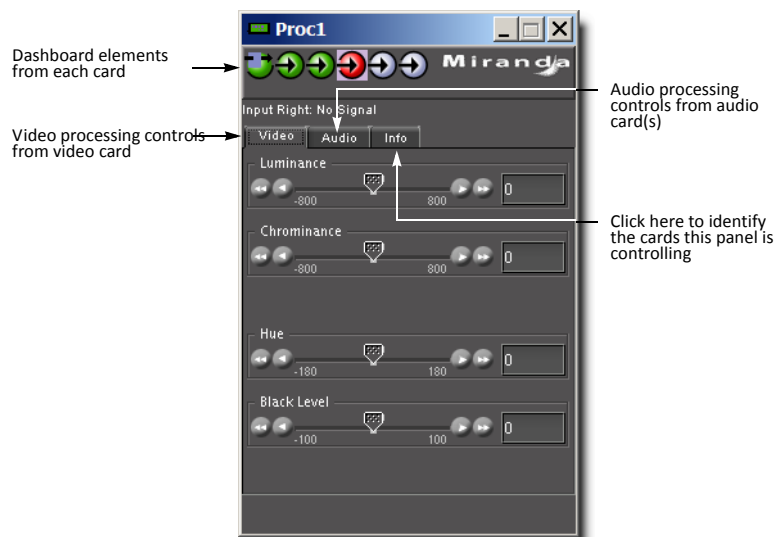 Proc1
Dashboard elements
from each card
Miranda
Audio processing
controls from audio
card(s)
Input Right: No Signal
Video processing controls
from video card
Video Audio Info
Luminance
-800 800 0
Click here to identify
the cards this panel is
controlling
Chrominance
-800 800 0
Hue
-180 180 0
Black Level
-100 100 0